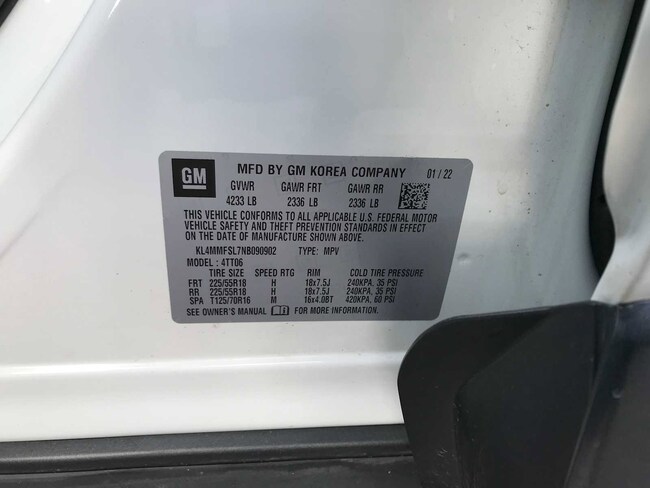 GM MFD BY GM KOREA COMPANY 01 / 22
GVWR GAWR FRT GAWR RR
4233 LB 2336 LB 2336 LB
THIS VEHICLE CONFORMS TO ALL APPLICABLE U.S. FEDERAL MOTOR
VEHICLE SAFETY AND THEFT PREVENTION STANDARDS IN EFFECT
ON THE DATE OF MANUFACTURE SHOWN ABOVE.
KL4MMFSL7NB090902 TYPE: MPV
MODEL : 4TT06
TIRE SIZE SPEED RTG RIM COLD TIRE PRESSURE
FRT 225/55R18 H 18x7.5J 240KPA, 35 PSI
RR 225/55R18 H 18x7.5J 240KPA, 35 PSI
SPA T125/70R16 M 16x4.0BT 420KPA, 60 PSI
SEE OWNER'S MANUAL FOR MORE INFORMATION.